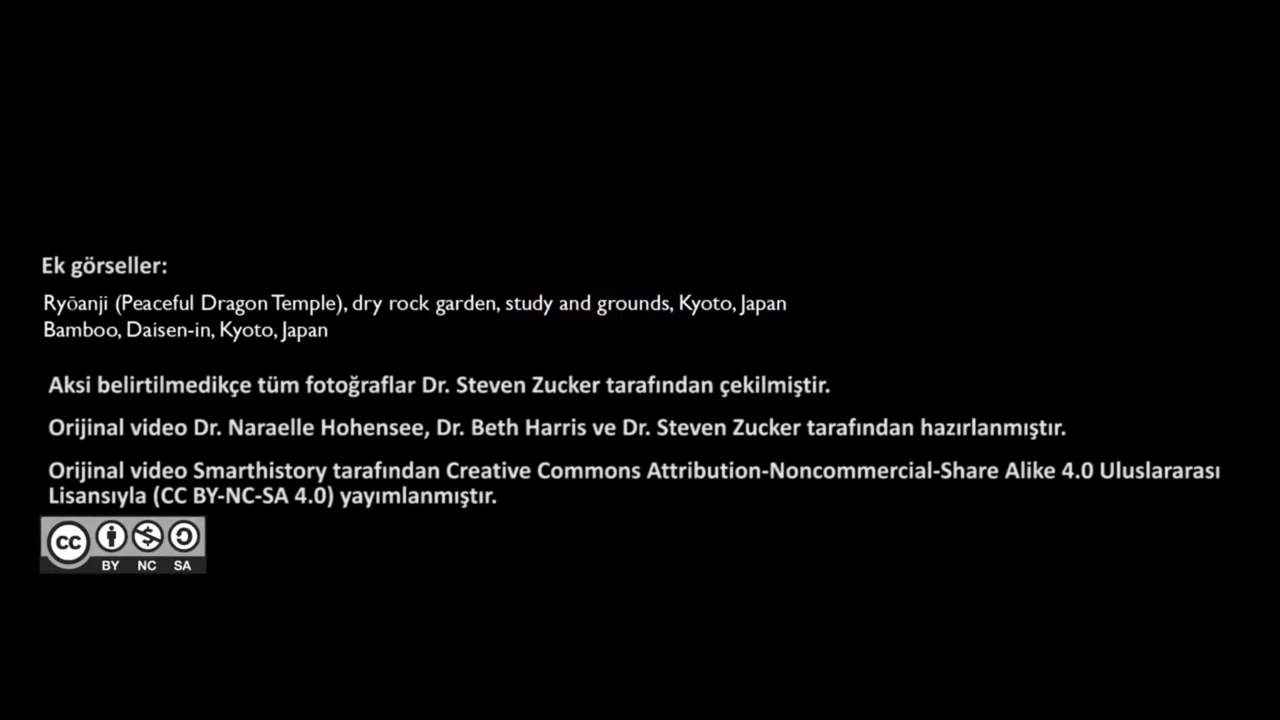 Ek görseller:
Ryōanji (Peaceful Dragon Temple), dry rock garden, study and grounds, Kyoto, Japan
Bamboo, Daisen-in, Kyoto, Japan
Aksi belirtilmedikçe tüm fotoğraflar Dr. Steven Zucker tarafından çekilmiştir.
Orijinal video Dr. Naraelle Hohensee, Dr. Beth Harris ve Dr. Steven Zucker tarafından hazırlanmıştır.
Orijinal video Smarthistory tarafından Creative Commons Attribution-Noncommercial-Share Alike 4.0 Uluslararası
Lisansıyla (CC BY-NC-SA 4.0) yayımlanmıştır.
CC
BY NC SA